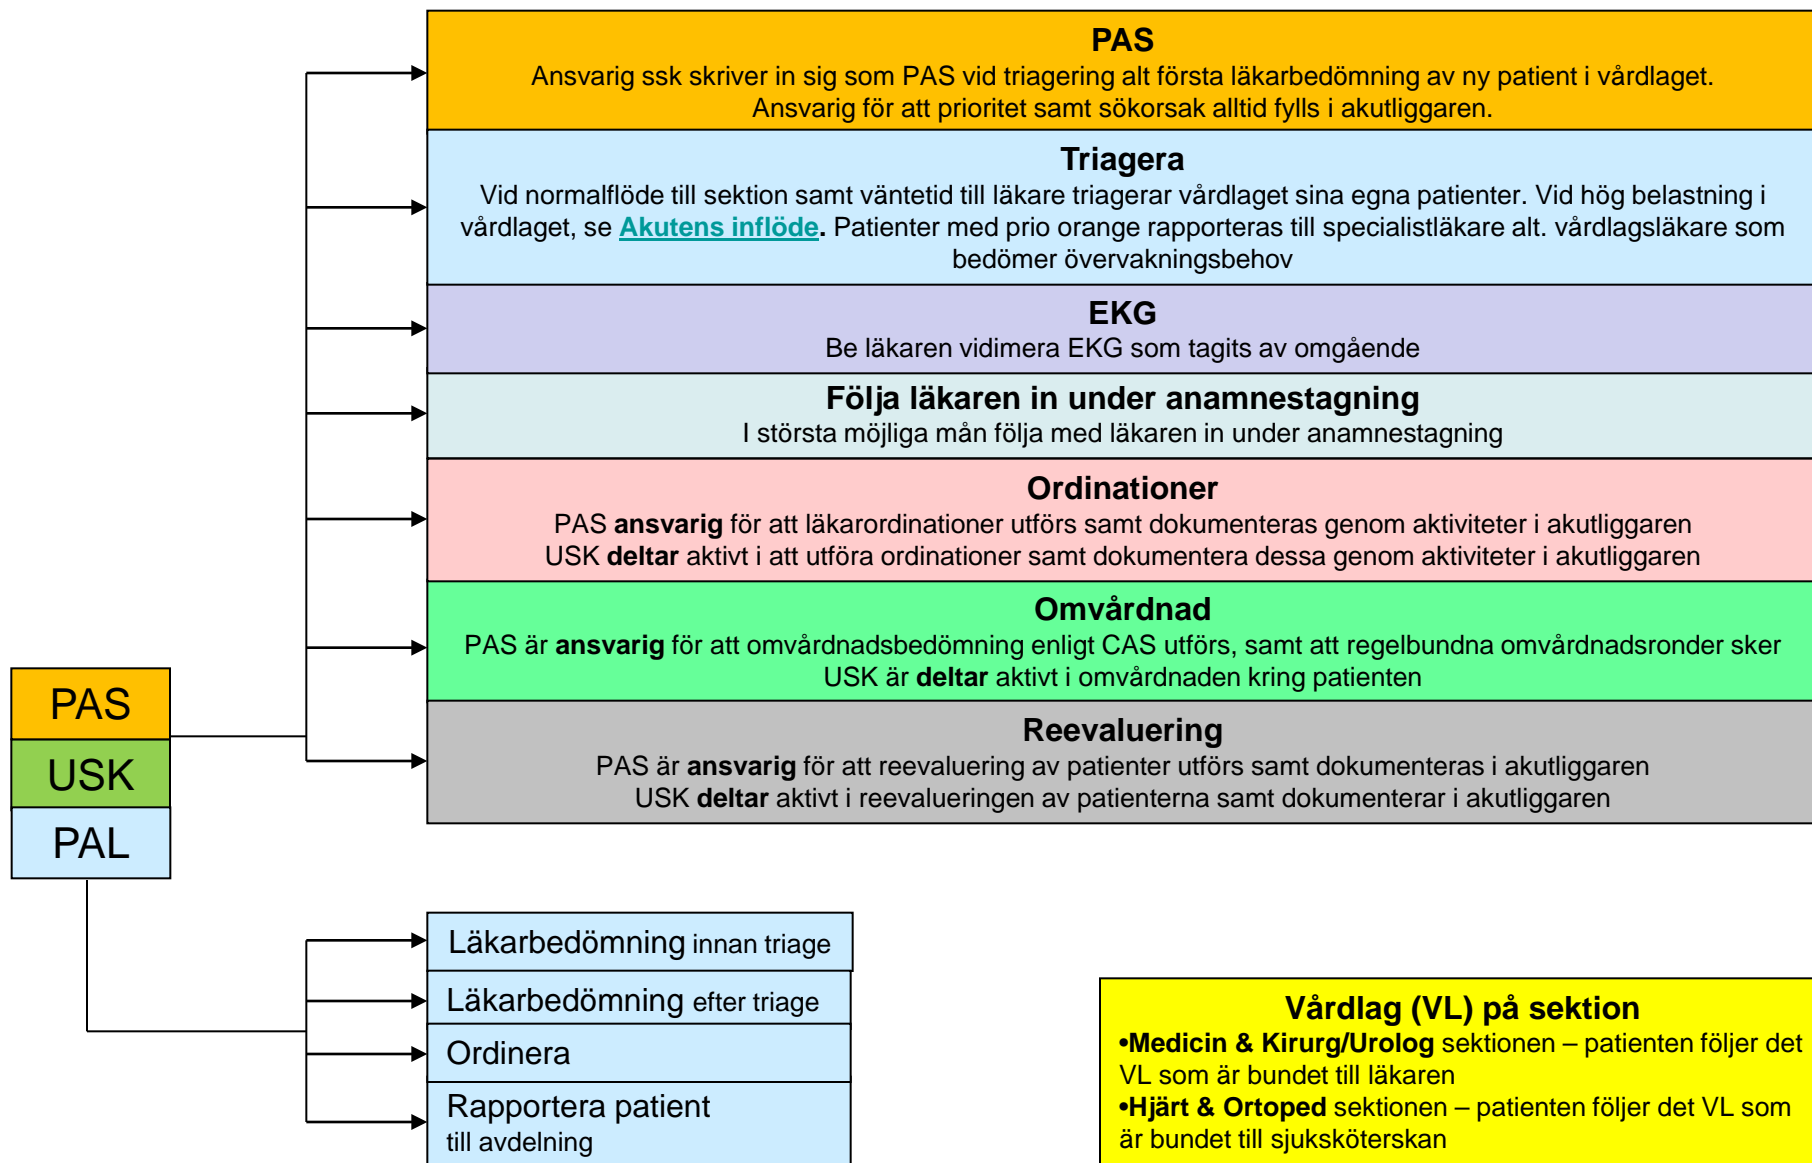 PAS
Ansvarig ssk skriver in sig som PAS vid triagering alt första läkarbedömning av ny patient i vårdlaget.
Ansvarig för att prioritet samt sökorsak alltid fylls i akutliggaren.
Triagera
Vid normalflöde till sektion samt väntetid till läkare triagerar vårdlaget sina egna patienter. Vid hög belastning i
vårdlaget, se Akutens inflöde. Patienter med prio orange rapporteras till specialistläkare alt. vårdlagsläkare som
bedömer övervakningsbehov
EKG
Be läkaren vidimera EKG som tagits av omgående
Följa läkaren in under anamnestagning
I största möjliga mån följa med läkaren in under anamnestagning
Ordinationer
PAS ansvarig för att läkarordinationer utförs samt dokumenteras genom aktiviteter i akutliggaren
USK deltar aktivt i att utföra ordinationer samt dokumentera dessa genom aktiviteter i akutliggaren
Omvårdnad
PAS är ansvarig för att omvårdnadsbedömning enligt CAS utförs, samt att regelbundna omvårdnadsronder sker
USK är deltar aktivt i omvårdnaden kring patienten
Reevaluering
PAS är ansvarig för att reevaluering av patienter utförs samt dokumenteras i akutliggaren
USK deltar aktivt i reevalueringen av patienterna samt dokumenterar i akutliggaren
PAS
USK
PAL
Läkarbedömning innan triage
Läkarbedömning efter triage
Ordinera
Rapportera patient
till avdelning
Vårdlag (VL) på sektion
•Medicin & Kirurg/Urolog sektionen – patienten följer det
VL som är bundet till läkaren
•Hjärt & Ortoped sektionen – patienten följer det VL som
är bundet till sjuksköterskan